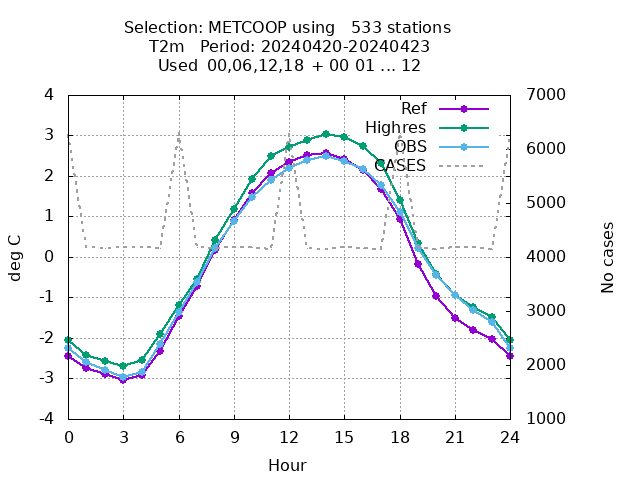 Selection: METCOOP using   533 stations
T2m   Period: 20240420-20240423
Used  00,06,12,18  + 00 01 ... 12
4 7000
Ref
3 Highres
6000
OBS
2 CASES
1 5000
deg C
0 4000
No cases
-1
3000
-2
2000
-3
-4 1000
0 3 6 9 12 15 18 21 24
Hour